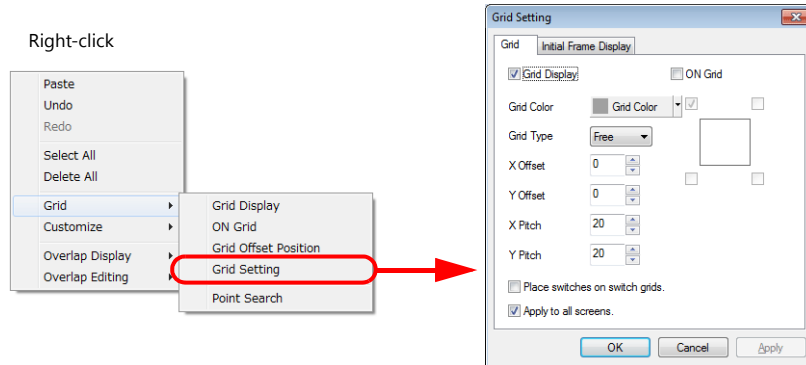 Right-click
Paste
Undo
Redo
Select All
Delete All
Grid
Customize
Overlap Display
Overlap Editing
Grid Display
ON Grid
Grid Offset Position
Grid Setting
Point Search
Grid Setting
Grid
Initial Frame Display
Grid Display
ON Grid
Grid Color
Grid Color
Grid Type
Free
X Offset
0
Y Offset
0
X Pitch
20
Y Pitch
20
Place switches on switch grids.
Apply to all screens.
OK
Cancel
Apply